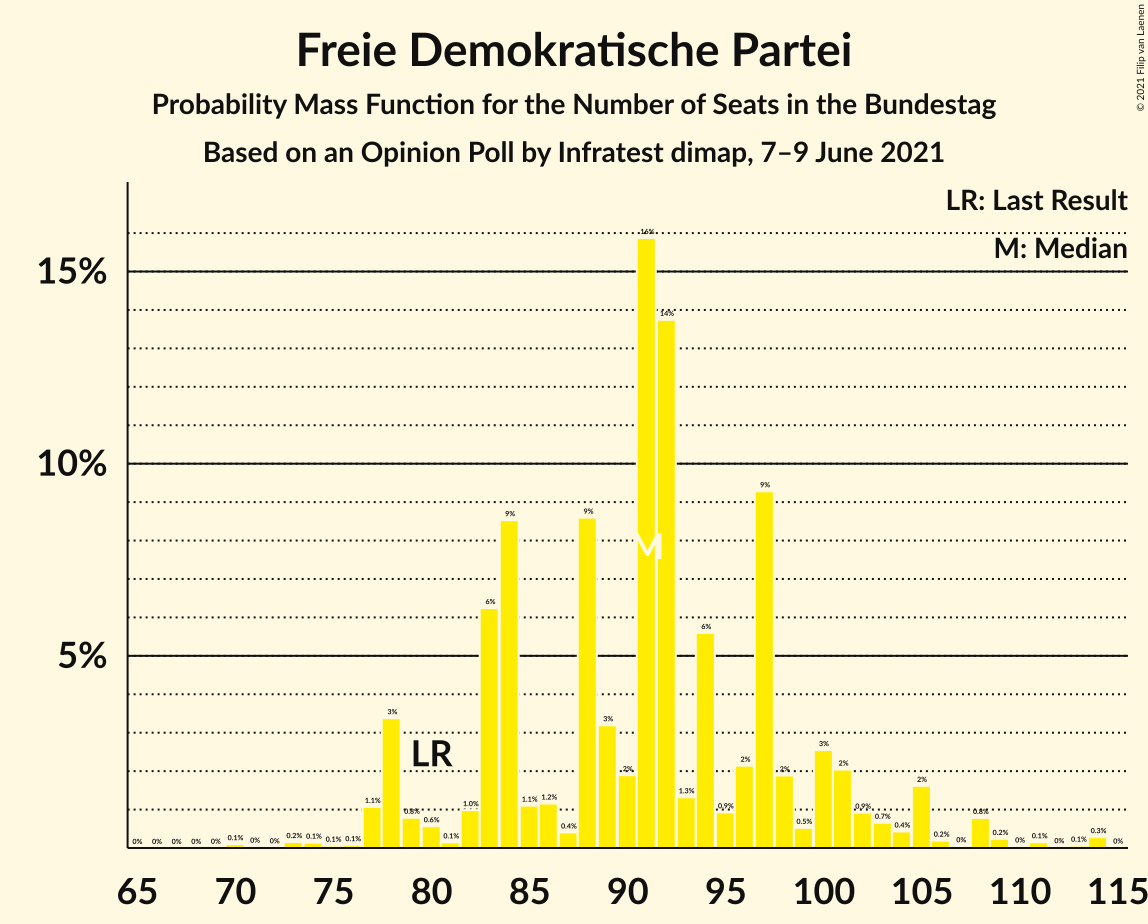 Freie Demokratische Partei
Probability Mass Function for the Number of Seats in the Bundestag
Based on an Opinion Poll by Infratest dimap, 7–9 June 2021
© 2021 Filip van Laenen
LR: Last Result
M: Median
15%
10%
5%
0% 0% 0% 0% 0% 0.1% 0% 0% 0.2% 0.1% 0.1% 0.1% 1.1% 3% 0.8% 0.6% 0.1% 1.0% 6% 9% 1.1% 1.2% 0.4% 9% 3% 2% 16% 14% 1.3% 6% 0.9% 2% 9% 2% 0.5% 3% 2% 0.9% 0.7% 0.4% 2% 0.2% 0% 0.8% 0.2% 0% 0.1% 0% 0.1% 0.3% 0%
LR
M
65 70 75 80 85 90 95 100 105 110 115